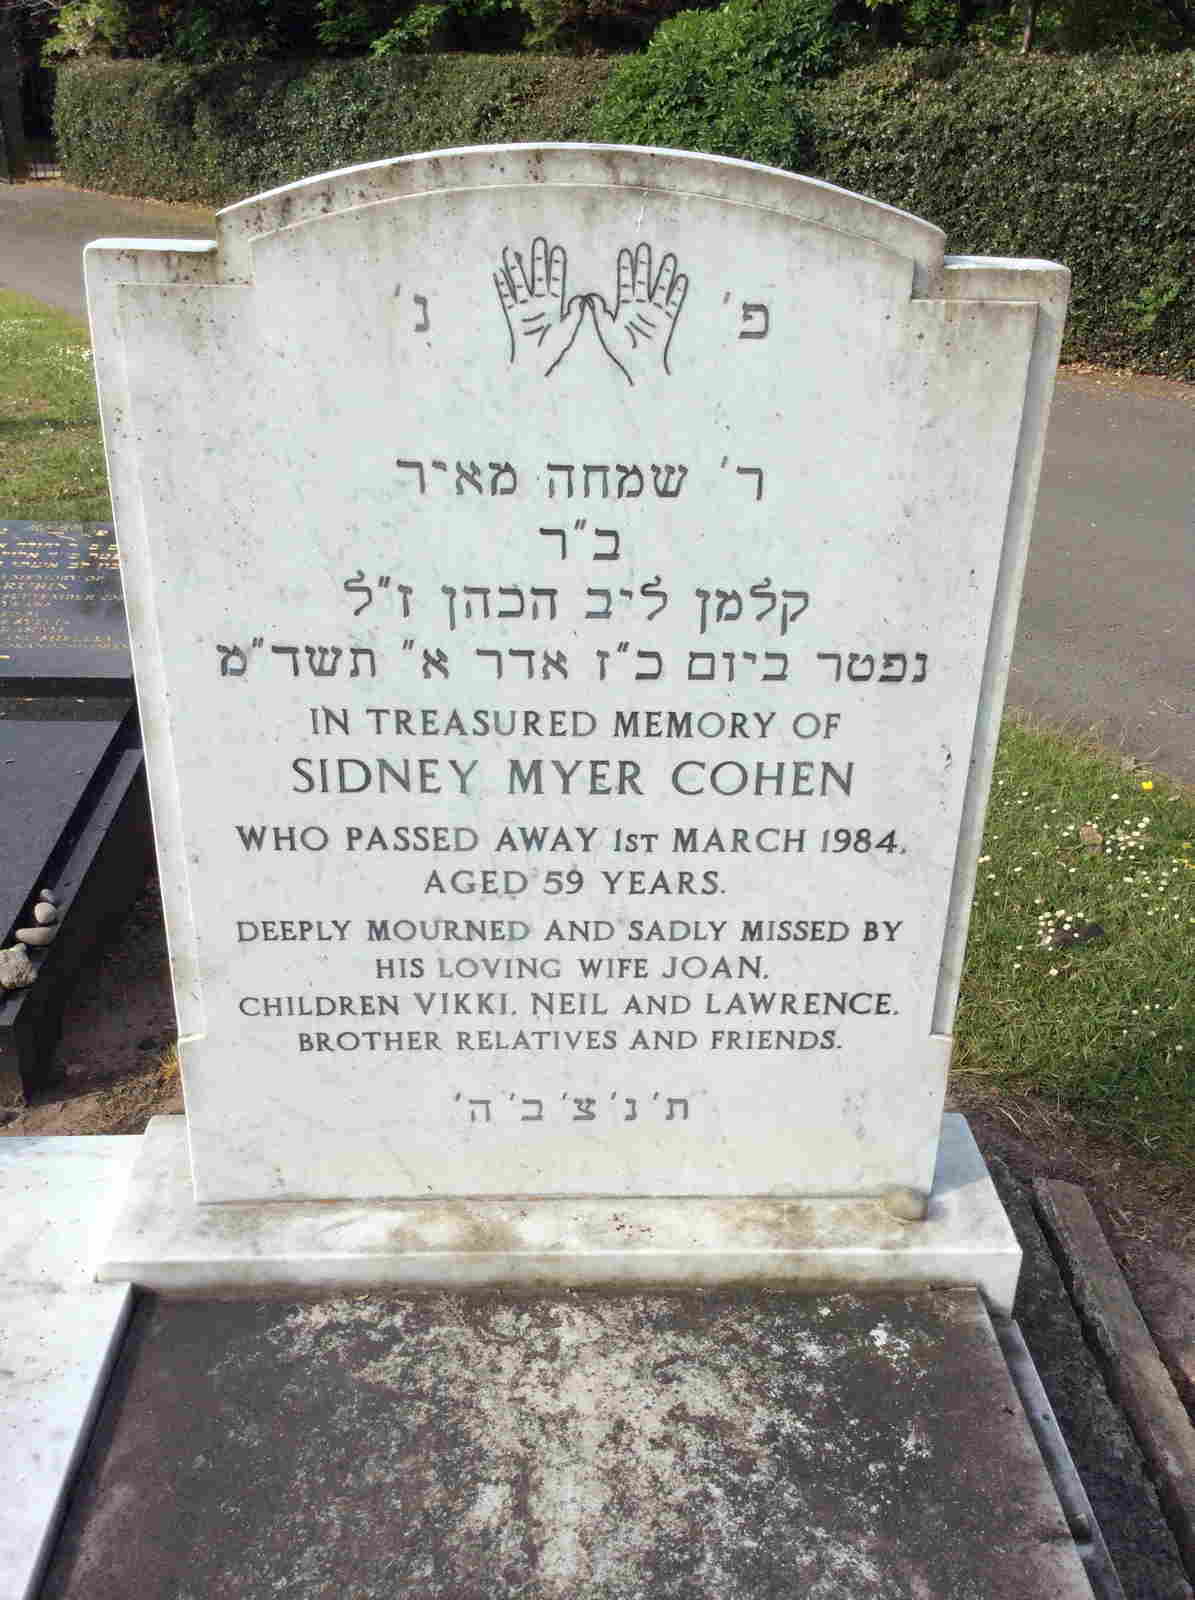 פ' נ'
ר' שמחה מאיר
ב"ר
קלמן ליב הכהן ז"ל
נפטר ביום כ"ז אדר א" תשד"מ
IN TREASURED MEMORY OF
SIDNEY MYER COHEN
WHO PASSED AWAY 1ST MARCH 1984.
AGED 59 YEARS.
DEEPLY MOURNED AND SADLY MISSED BY
HIS LOVING WIFE JOAN,
CHILDREN VIKKI, NEIL AND LAWRENCE,
BROTHER RELATIVES AND FRIENDS.
ת' נ' צ' ב' ה'